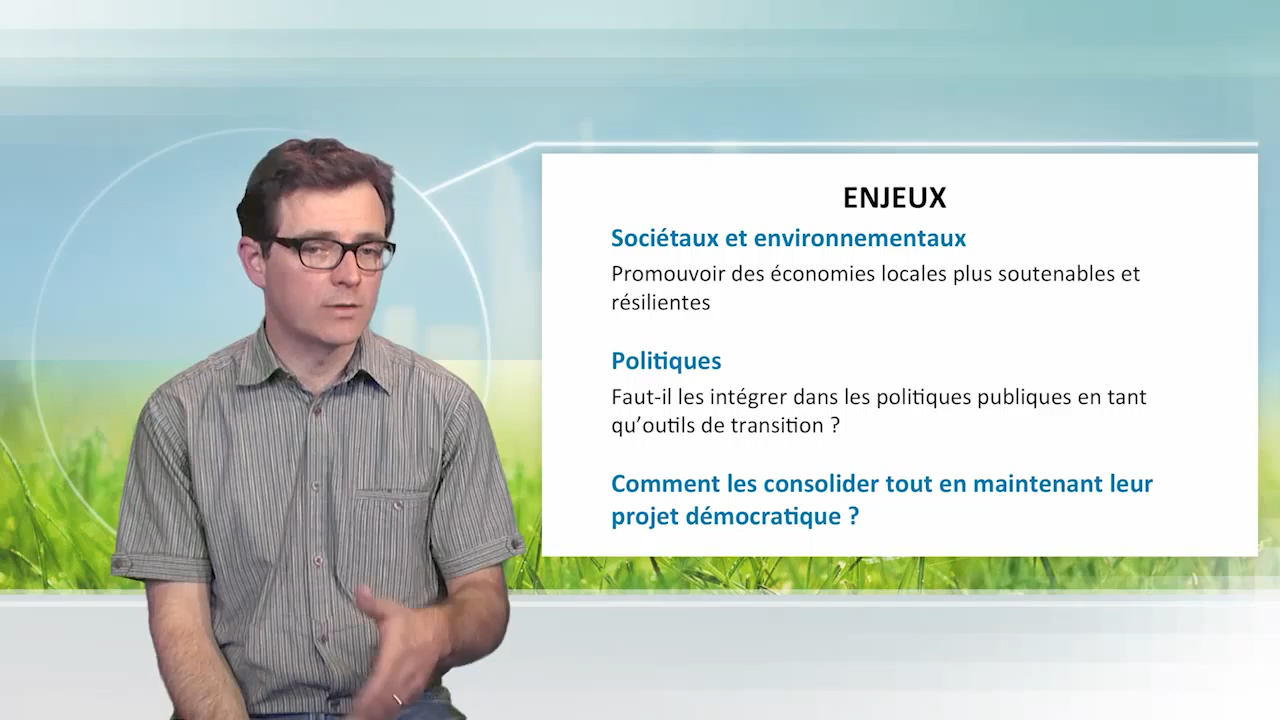 ENJEUX
Sociétaux et environnementaux
Promouvoir des économies locales plus soutenables et
résilientes
Politiques
Faut-il les intégrer dans les politiques publiques en tant
qu’outils de transition ?
Comment les consolider tout en maintenant leur
projet démocratique ?